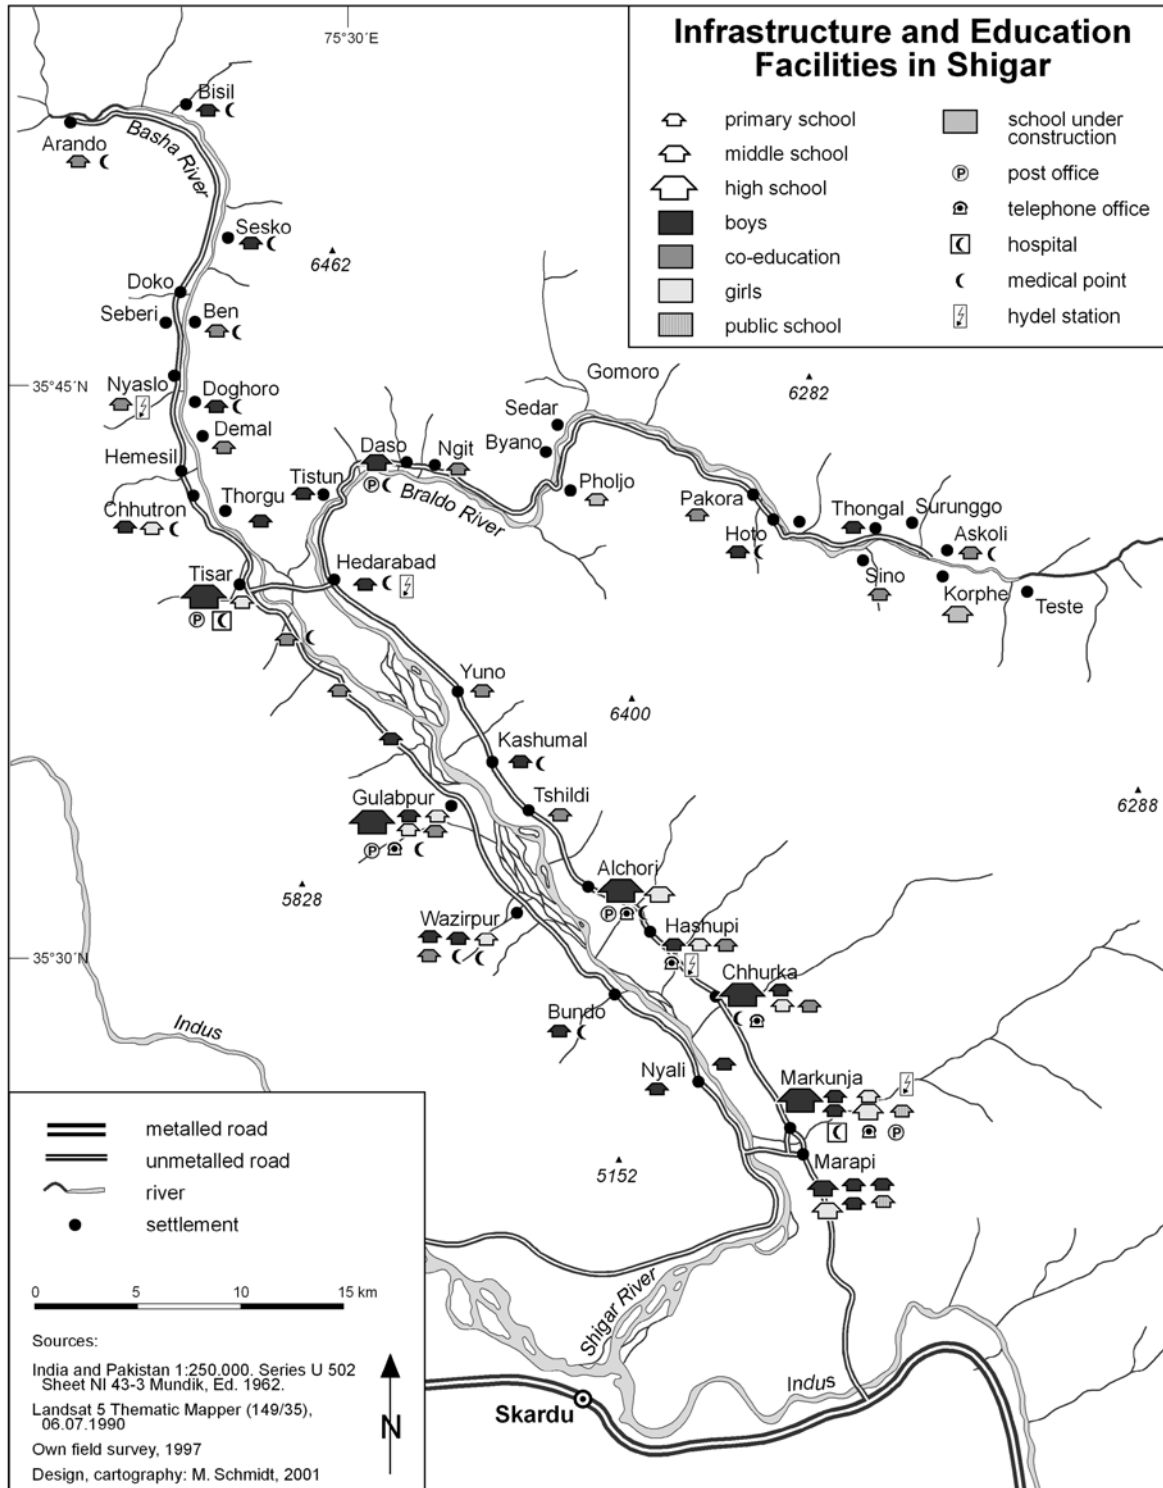 75°30´E
Infrastructure and Education
Facilities in Shigar
primary school
middle school
high school
boys
co-education
girls
public school
school under
construction
P
post office
telephone office
hospital
medical point
hydel station
Bisil
Arando
Basha River
Sesko
6462
Doko
Seberi
Ben
35°45´N
Nyaslo
Doghoro
Demal
Hemesil
Chhutron
Thorgu
Tistun
Daso
P
Ngit
Braldo River
Byano
Sedar
Gomoro
6282
Pholjo
Pakora
Hoto
Thongal
Surunggo
Askoli
Sino
Korphe
Teste
Tisar
P
Hedarabad
Yuno
6400
Kashumal
Tshildi
6288
Gulabpur
P
5828
Alchori
P
Wazirpur
Hashupi
35°30´N
Chhurka
Indus
Bundo
Nyali
Markunja
P
5152
Marapi
Shigar River
Indus
Skardu
metalled road
unmetalled road
river
settlement
0 5 10 15 km
Sources:
India and Pakistan 1:250.000. Series U 502
Sheet NI 43-3 Mundik, Ed. 1962.
Landsat 5 Thematic Mapper (149/35),
06.07.1990
Own field survey, 1997
Design, cartography: M. Schmidt, 2001
N